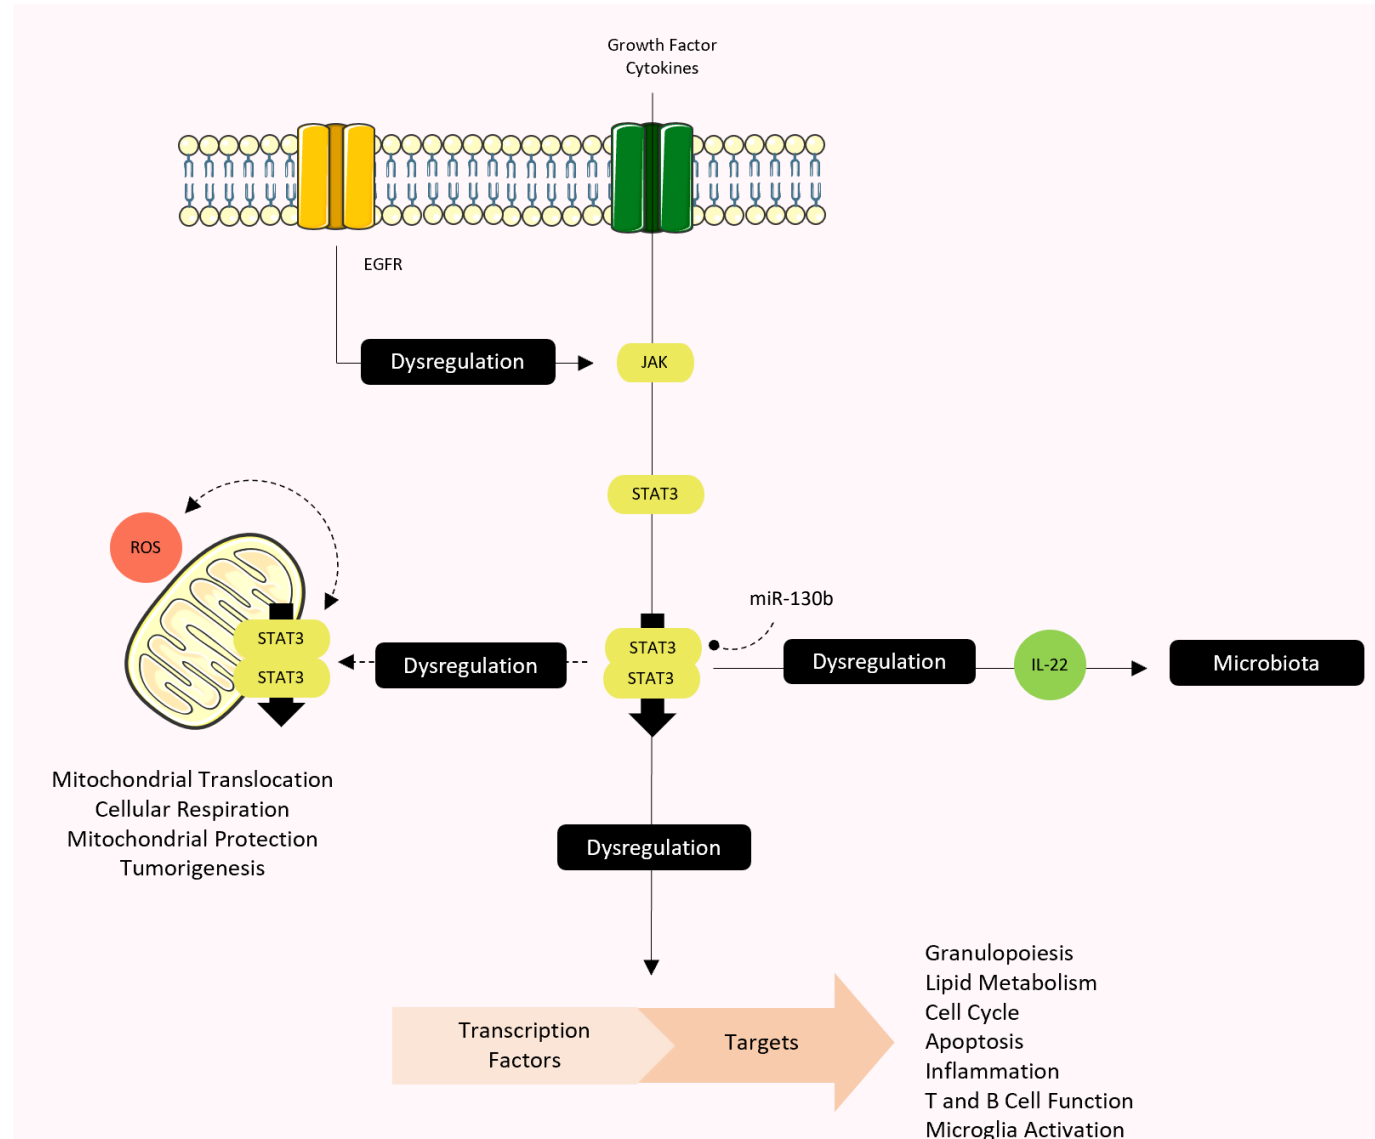 Growth Factor
Cytokines
EGFR
Dysregulation
JAK
STAT3
ROS
miR-130b
STAT3
STAT3
Dysregulation
STAT3
STAT3
Dysregulation
IL-22
Microbiota
Mitochondrial Translocation
Cellular Respiration
Mitochondrial Protection
Tumorigenesis
Dysregulation
Transcription
Factors
Targets
Granulopoiesis
Lipid Metabolism
Cell Cycle
Apoptosis
Inflammation
T and B Cell Function
Microglia Activation